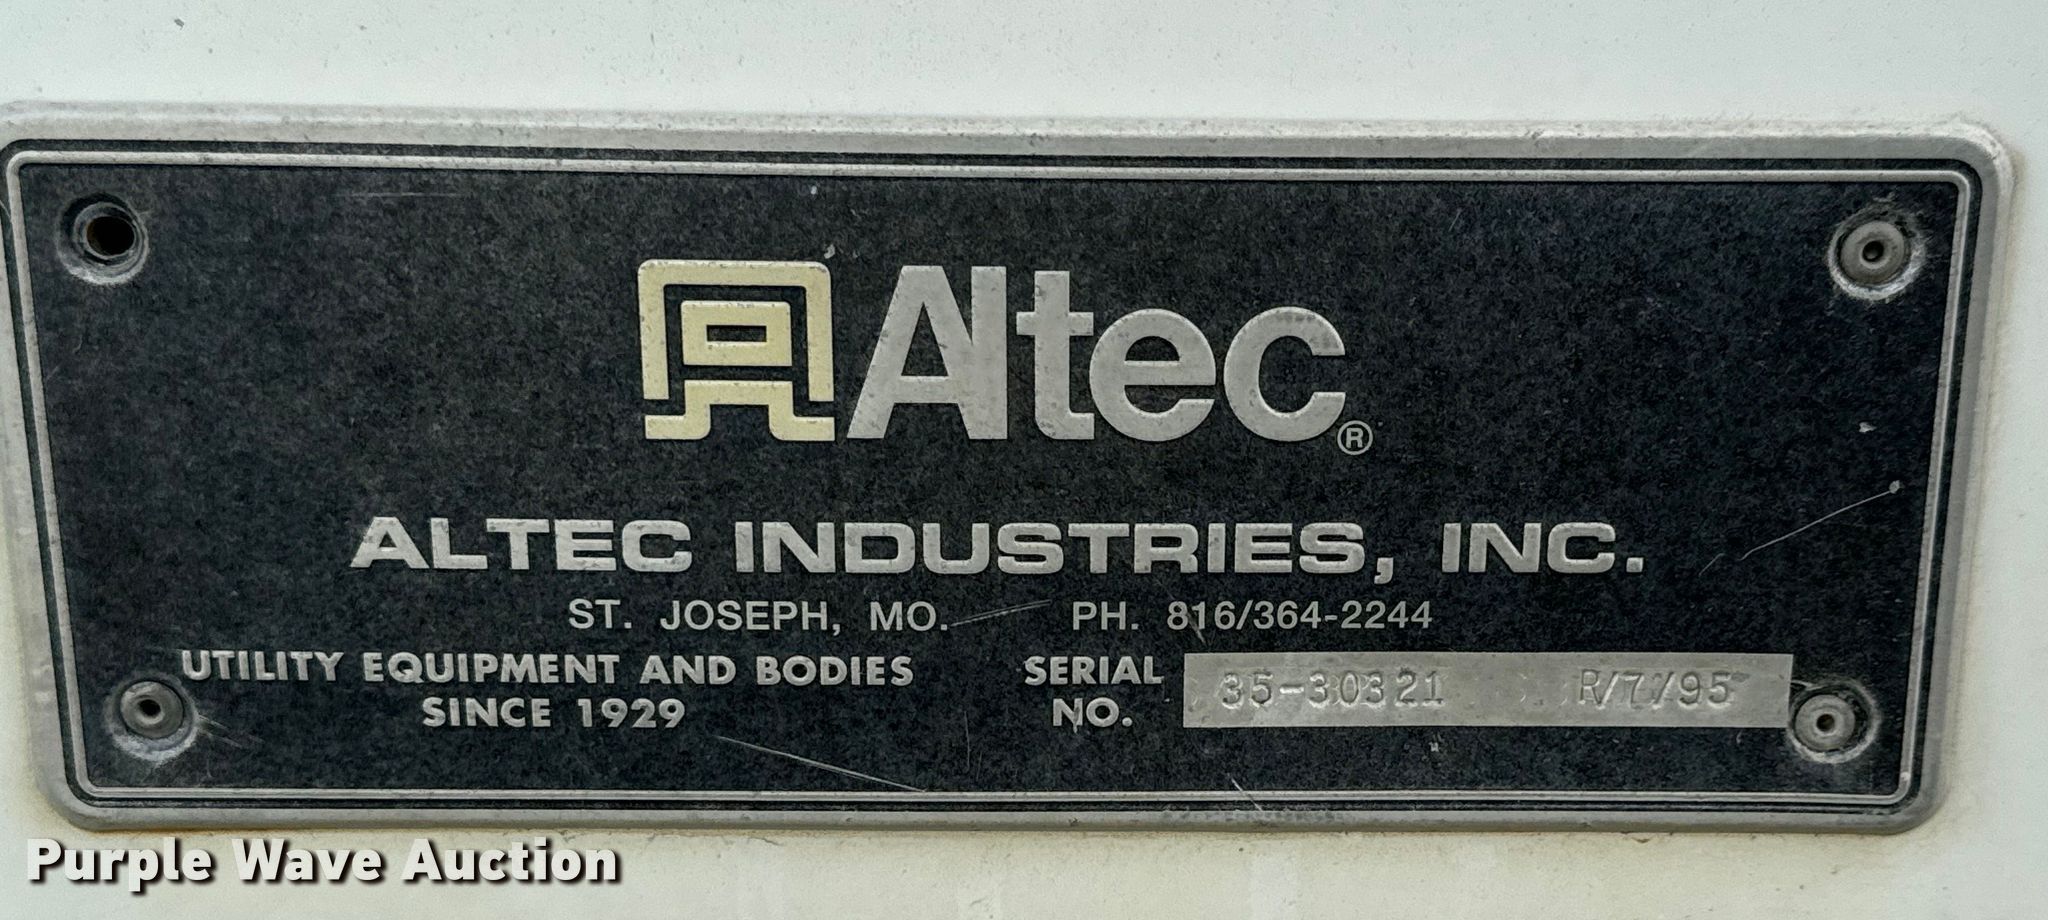 Altec®
ALTEC INDUSTRIES, INC.
ST. JOSEPH, MO. PH. 816/364-2244
UTILITY EQUIPMENT AND BODIES
SINCE 1929
SERIAL
NO.
35-30321 R/7/95
Purple Wave Auction